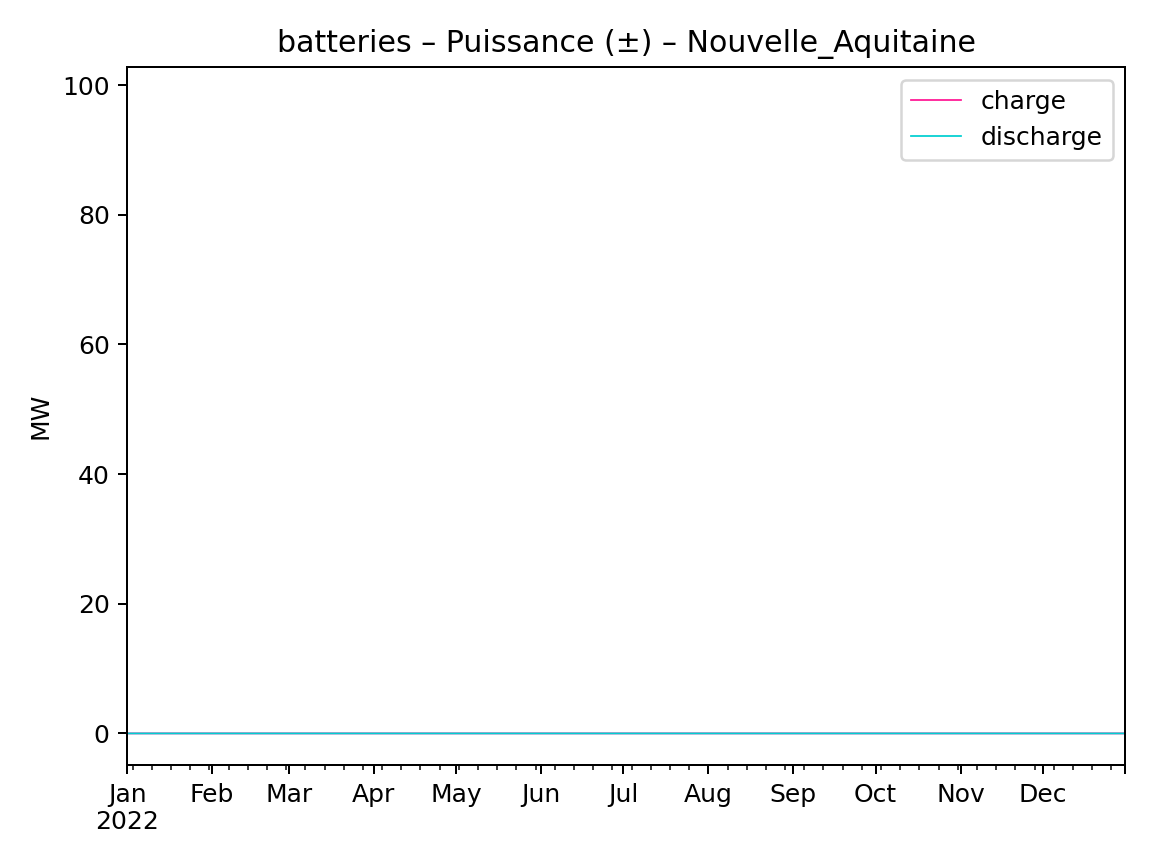 batteries – Puissance (±) – Nouvelle_Aquitaine
charge
discharge
100
80
60
40
20
0
MW
Jan Feb Mar Apr May Jun Jul Aug Sep Oct Nov Dec
2022